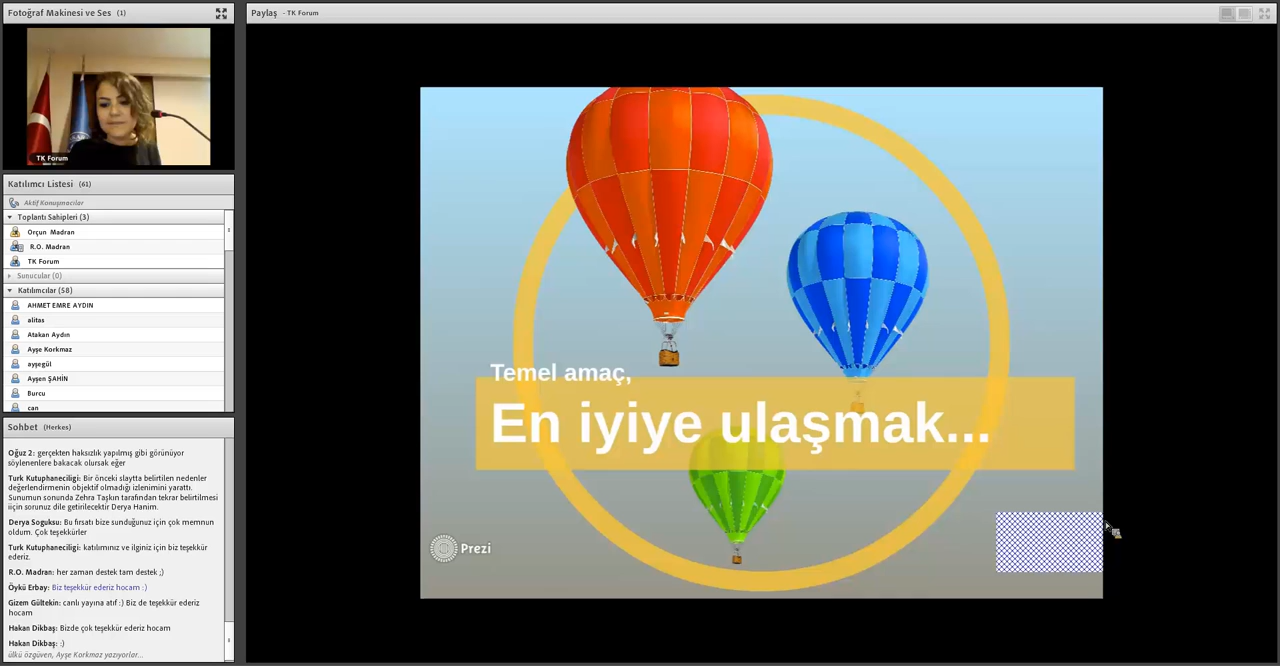 Fotoğraf Makinesi ve Ses (1)
TK Forum
Katılımcı Listesi (61)
Aktif Konuşmacılar
Toplantı Sahipleri (3)
Orçun Madran
R.O. Madran
TK Forum
Sunucular (0)
Katılımcılar (58)
AHMET EMRE AYDIN
alitas
Atakan Aydın
Ayşe Korkmaz
ayşegül
Ayşen ŞAHİN
Burcu
can
Sohbet (Herkes)
Oğuz 2: gerçekten haksızlık yapılmış gibi görünüyor
söylenenlere bakacak olursak eğer
Turk Kutuphaneciligi: Bir önceki slaytta belirtilen nedenler
değerlendirmenin objektif olmadığı izlenimini yarattı.
Sunumun sonunda Zehra Taşkın tarafından tekrar belirtilmesi
iiçin sorunuz dile getirilecektir Derya Hanim.
Derya Soguksu: Bu fırsatı bize sunduğunuz için çok memnun
oldum. Çok teşekkürler
Turk Kutuphaneciligi: katılımınız ve ilginiz için biz teşekkür
ederiz.
R.O. Madran: her zaman destek tam destek ;)
Öykü Erbay: Biz teşekkür ederiz hocam :)
Gizem Gültekin: canlı yayına atıf :) Biz de teşekkür ederiz
hocam
Hakan Dikbaş: Bizde çok teşekkür ederiz hocam
Hakan Dikbaş: :)
ülkü özgüven, Ayşe Korkmaz yazıyorlar...
Paylaş - TK Forum
Temel amaç,
En iyiye ulaşmak...
Prezi